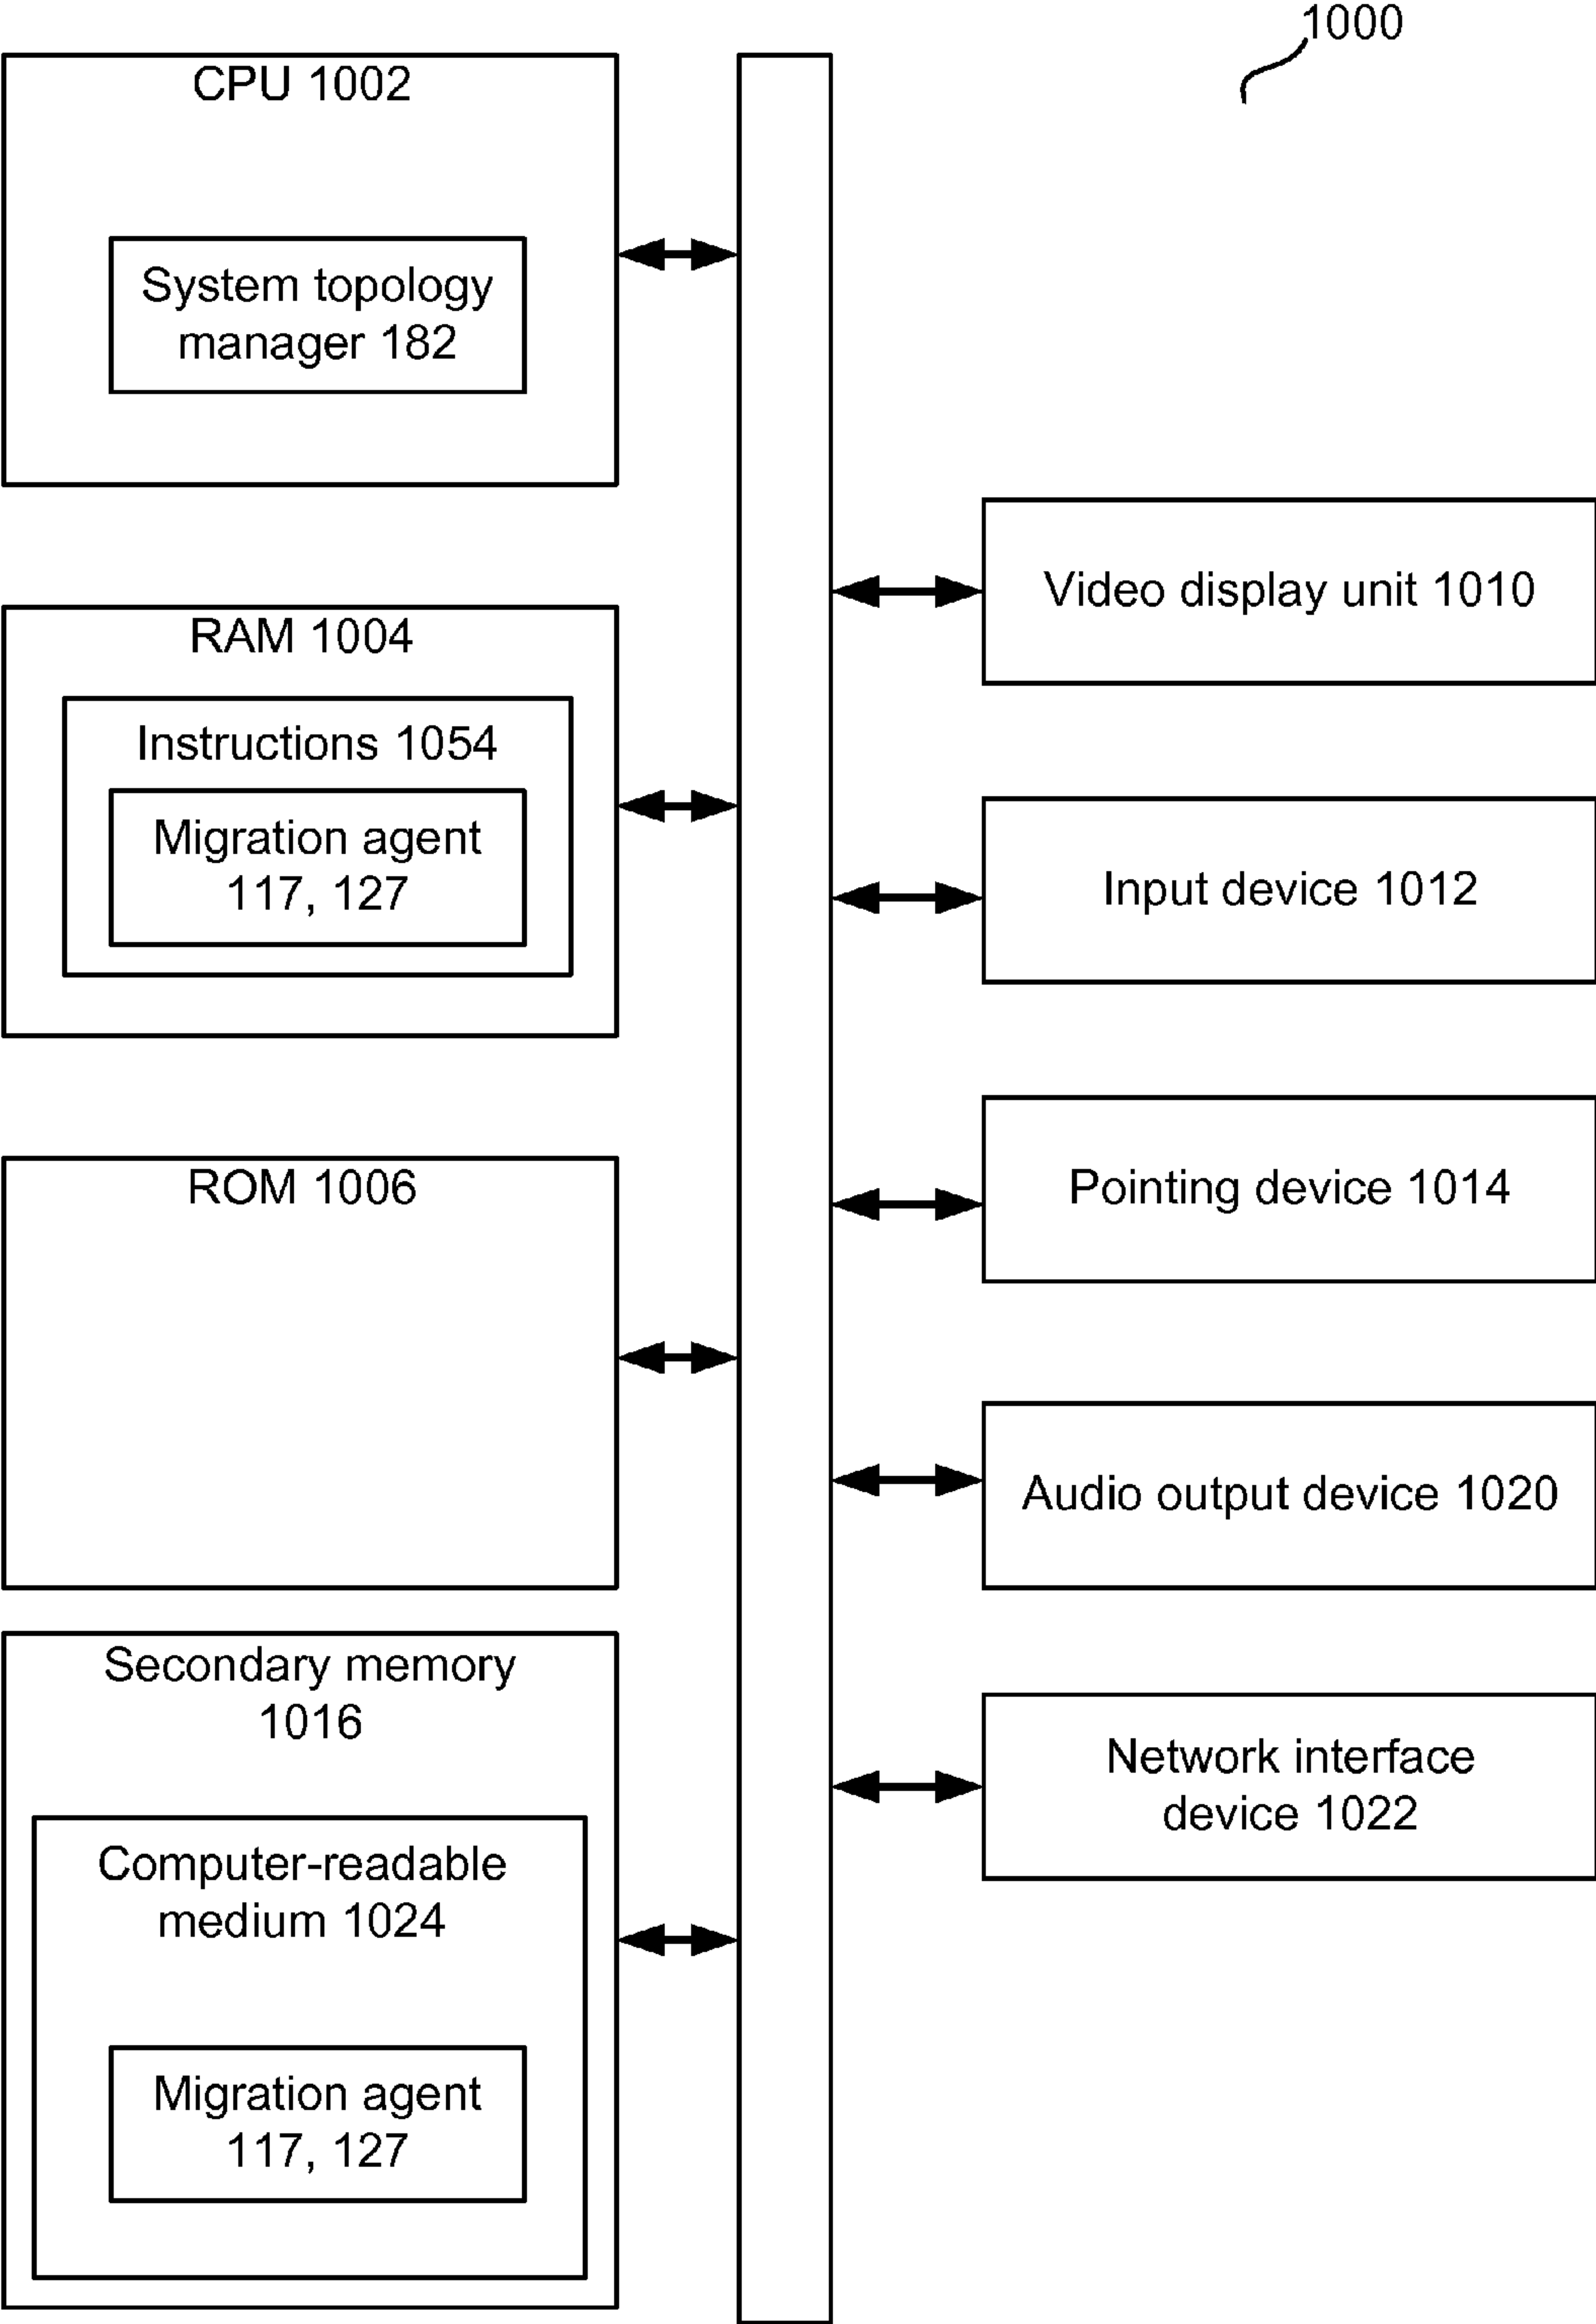 1000
CPU 1002
System topology
manager 182
RAM 1004
Instructions 1054
Migration agent
117, 127
ROM 1006
Secondary memory
1016
Computer-readable
medium 1024
Migration agent
117, 127
Video display unit 1010
Input device 1012
Pointing device 1014
Audio output device 1020
Network interface
device 1022